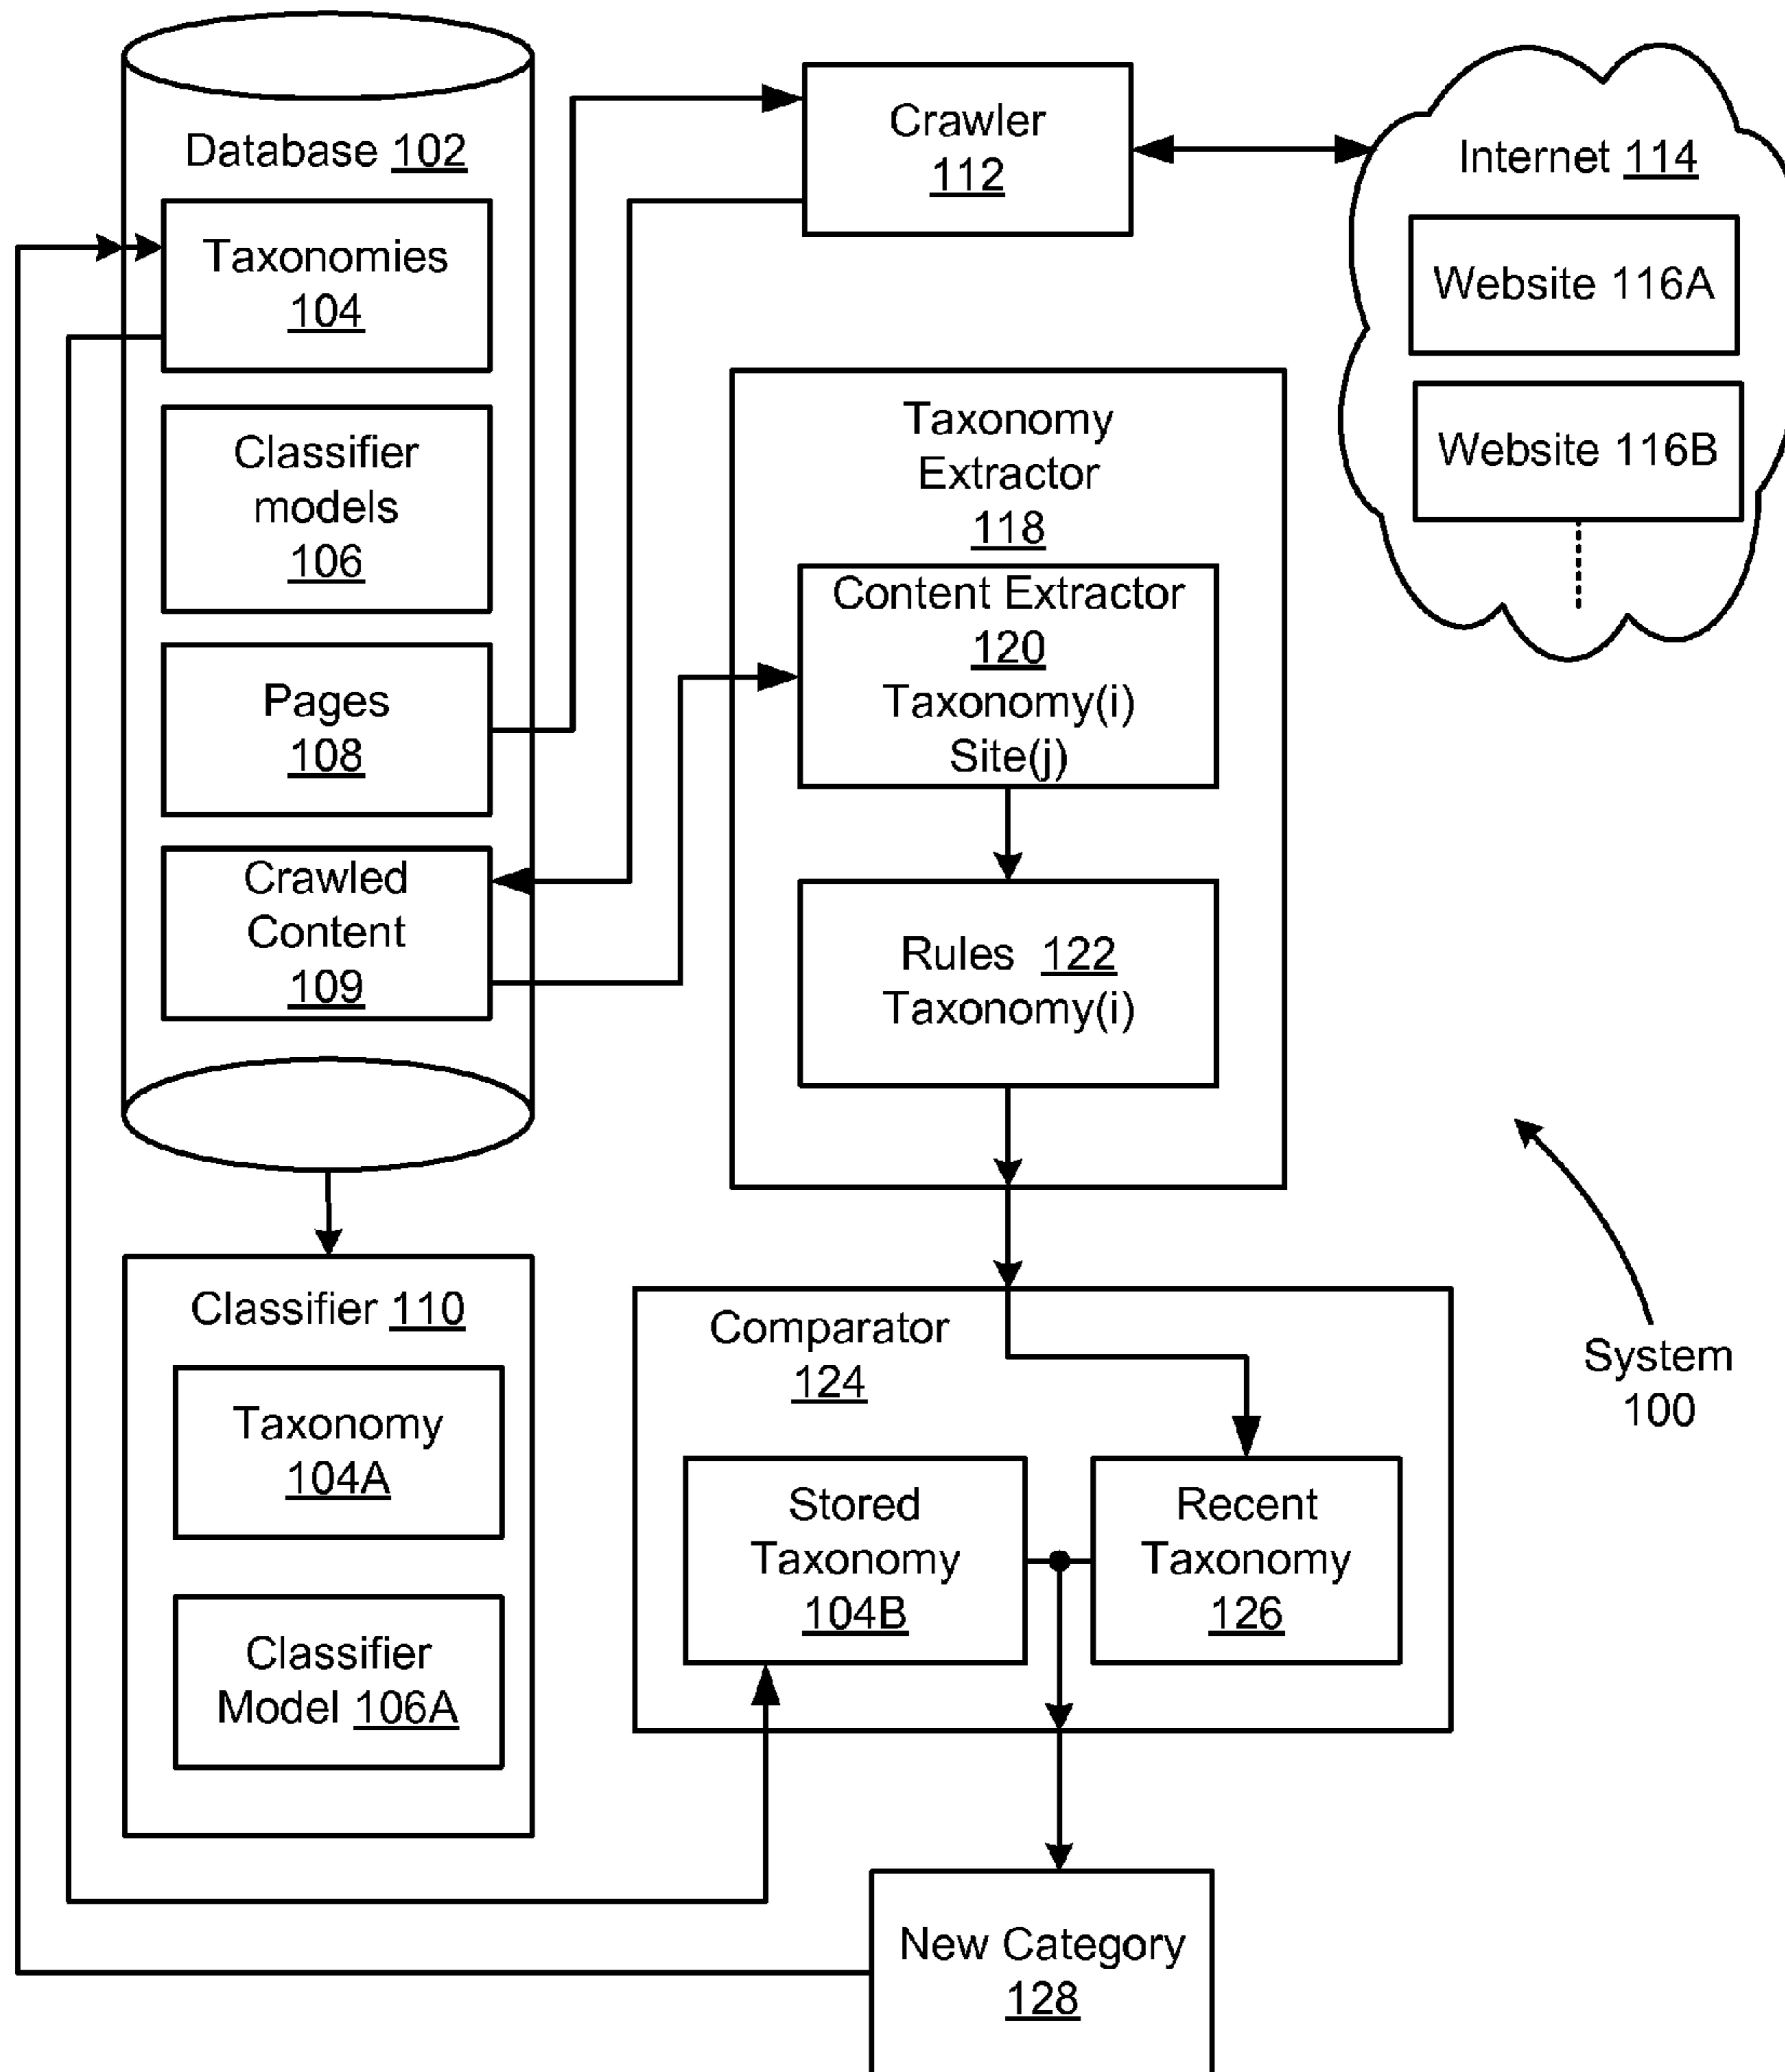 Database 102
Taxonomies
104
Classifier
models
106
Pages
108
Crawled
Content
109
Crawler
112
Internet 114
Website 116A
Website 116B
Taxonomy
Extractor
118
Content Extractor
120
Taxonomy(i)
Site(j)
Rules 122
Taxonomy(i)
Classifier 110
Taxonomy
104A
Classifier
Model 106A
Comparator
124
Stored
Taxonomy
104B
Recent
Taxonomy
126
System
100
New Category
128